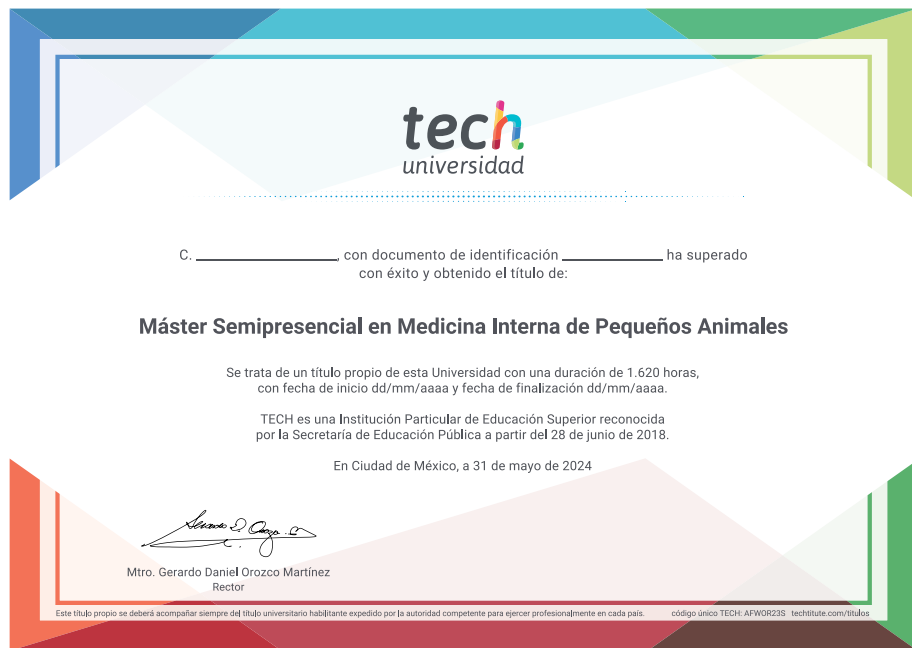 tech
universidad
C. ____________, con documento de identificación _________ ha superado
con éxito y obtenido el título de:
Máster Semipresencial en Medicina Interna de Pequeños Animales
Se trata de un título propio de esta Universidad con una duración de 1.620 horas,
con fecha de inicio dd/mm/aaaa y fecha de finalización dd/mm/aaaa.
TECH es una Institución Particular de Educación Superior reconocida
por la Secretaría de Educación Pública a partir del 28 de junio de 2018.
En Ciudad de México, a 31 de mayo de 2024
Mtro. Gerardo Daniel Orozco Martínez
Rector
Este título propio se deberá acompañar siempre del título universitario habilitante expedido por la autoridad competente para ejercer profesionalmente en cada país. código único TECH: AFWOR23S techtitute.com/titulos